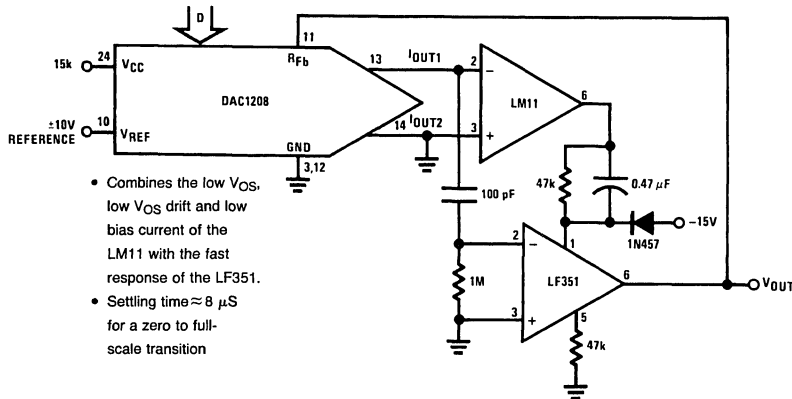 D
11
RFb
24
15k
VCC
13
IOUT1
2
−
6
DAC1208
LM11
±10V
REFERENCE
10
VREF
14
IOUT2
3
+
GND
3,12
47k
0.47 μF
100 pF
1N457
−15V
• Combines the low VOS,
low VOS drift and low
bias current of the
LM11 with the fast
response of the LF351.
• Settling time≈8 μS
for a zero to full-
scale transition
2
−
1
1M
LF351
6
VOUT
3
+
5
47k